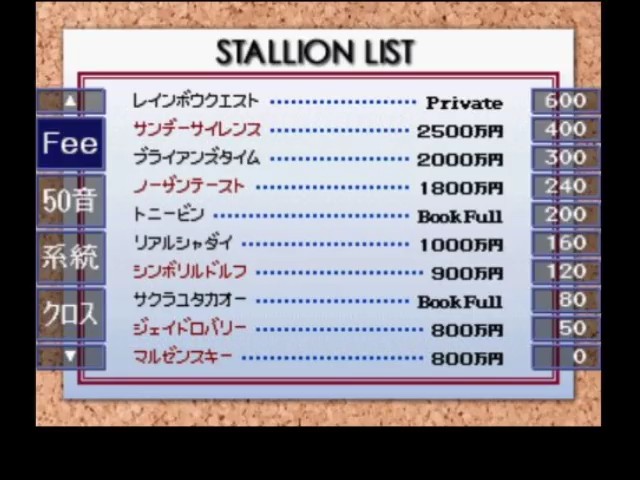 STALLION LIST
▲
Fee
50音
系統
クロス
▼
レインボウクエスト Private
サンデーサイレンス 2500万円
ブライアンズタイム 2000万円
ノーザンテースト 1800万円
トニービン BookFull
リアルシャダイ 1000万円
シンボリルドルフ 900万円
サクラユタカオー BookFull
ジェイドロバリー 800万円
マルゼンスキー 800万円
600
400
300
240
200
160
120
80
50
0